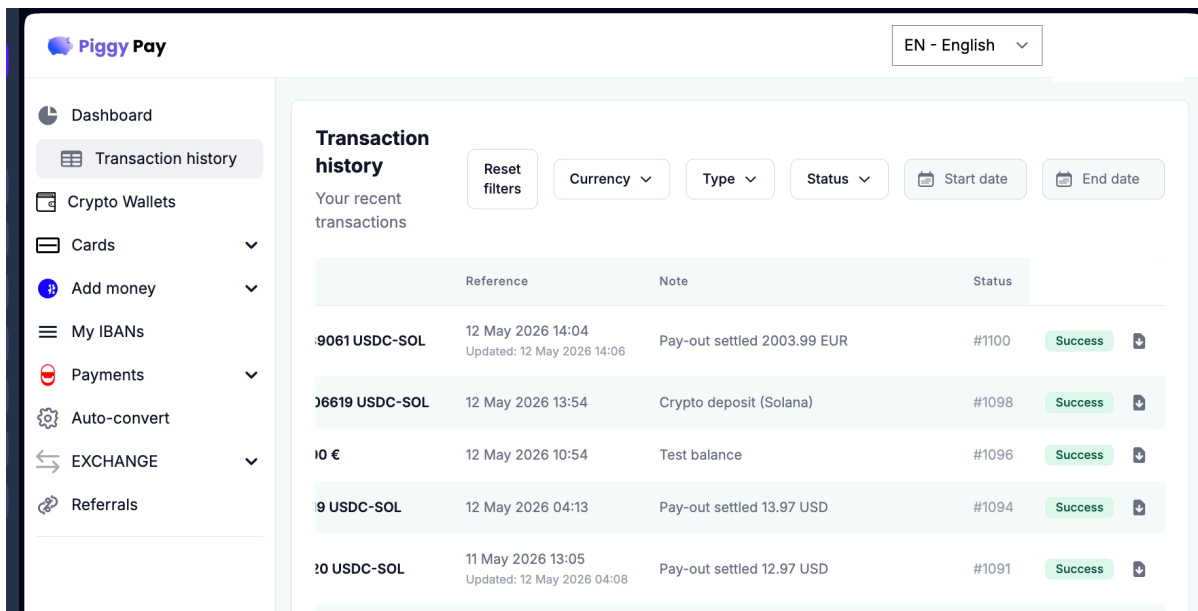 Piggy Pay
EN - English
Dashboard
Transaction history
Crypto Wallets
Cards
Add money
My IBANs
Payments
Auto-convert
EXCHANGE
Referrals
Transaction
history
Your recent
transactions
Reset
filters
Currency
Type
Status
Start date
End date
Reference Note Status
9061 USDC-SOL 12 May 2026 14:04 Pay-out settled 2003.99 EUR #1100 Success
Updated: 12 May 2026 14:06
06619 USDC-SOL 12 May 2026 13:54 Crypto deposit (Solana) #1098 Success
00 € 12 May 2026 10:54 Test balance #1096 Success
9 USDC-SOL 12 May 2026 04:13 Pay-out settled 13.97 USD #1094 Success
20 USDC-SOL 11 May 2026 13:05 Pay-out settled 12.97 USD #1091 Success
Updated: 12 May 2026 04:08